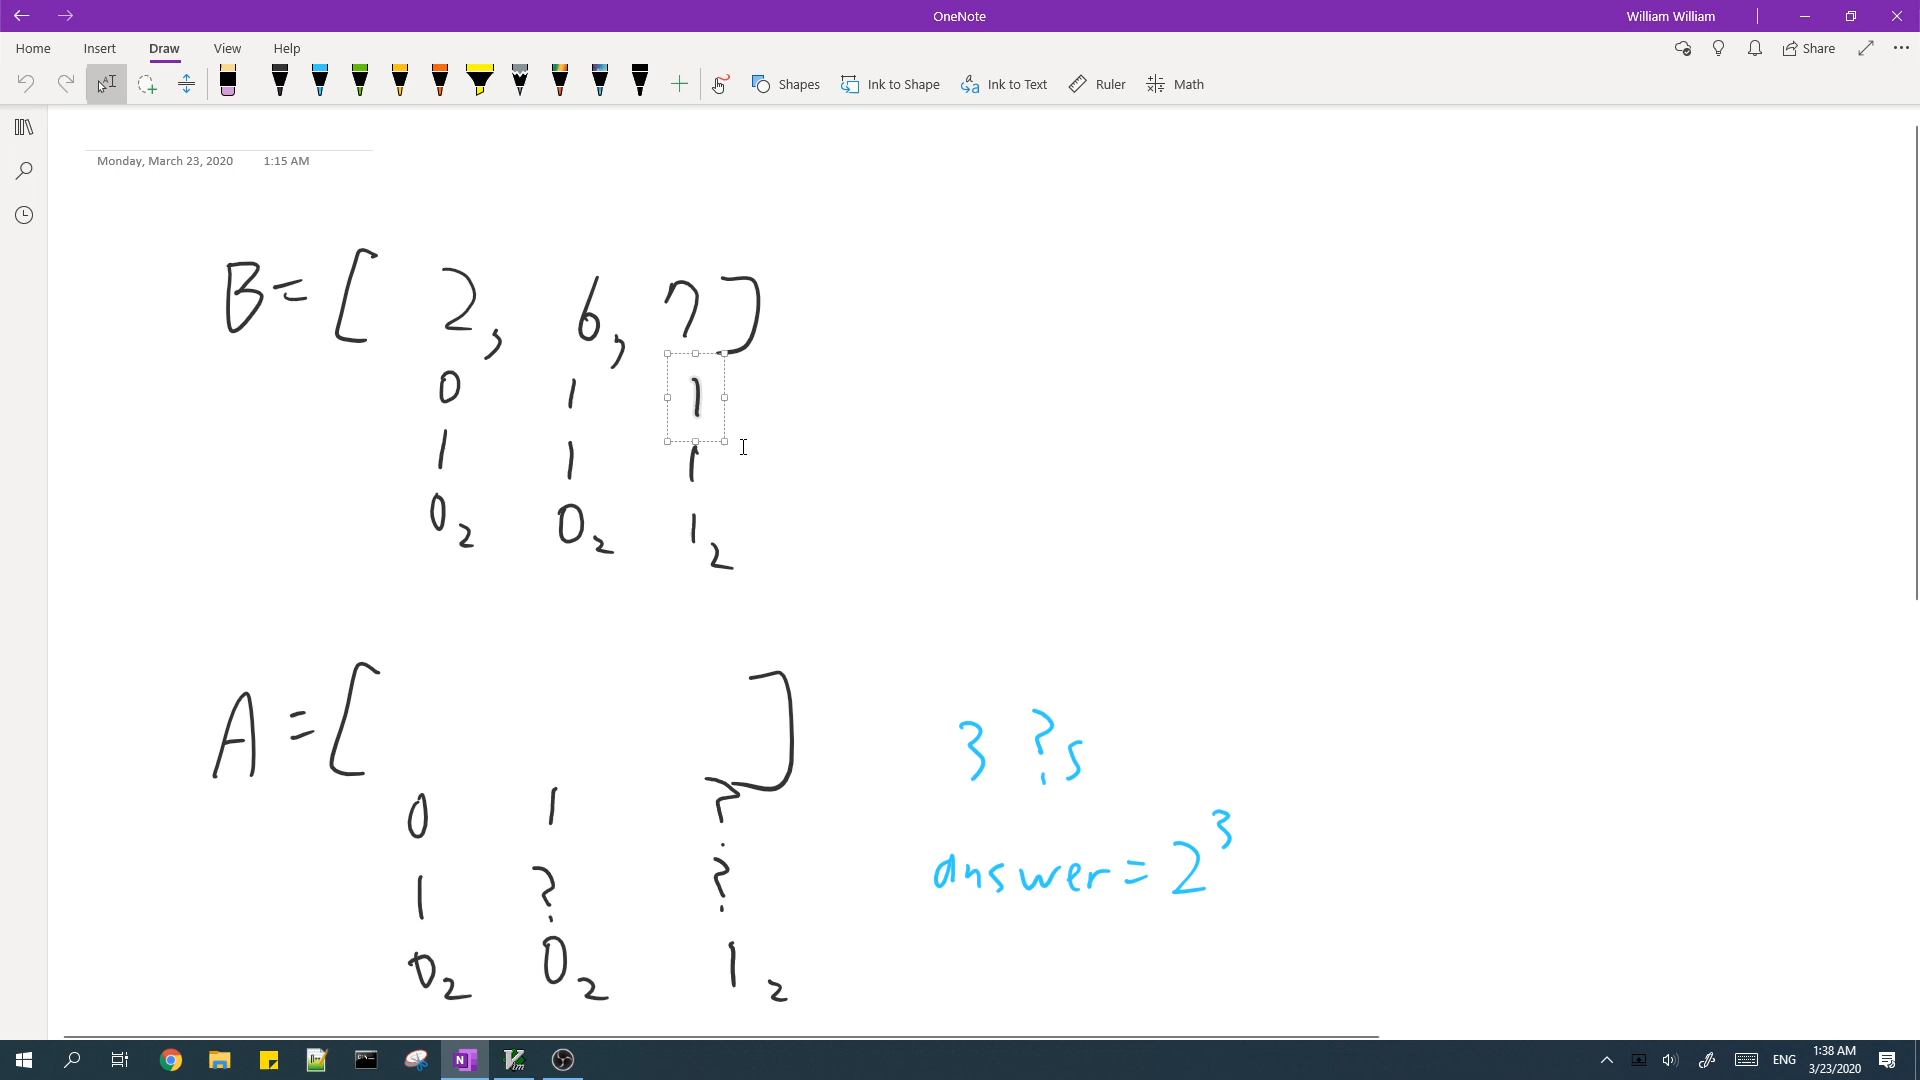 OneNote
William William
Home Insert Draw View Help
Share
Shapes Ink to Shape Ink to Text Ruler Math
Monday, March 23, 2020 1:15 AM
B = [ 2, 6, 7 ]
0 1 1
1 1 1
0₂ 0₂ 1₂
A = [ ]
3 ?s
0 1 ?
answer = 2³
1 ? ?
0₂ 0₂ 1₂
ENG
1:38 AM
3/23/2020